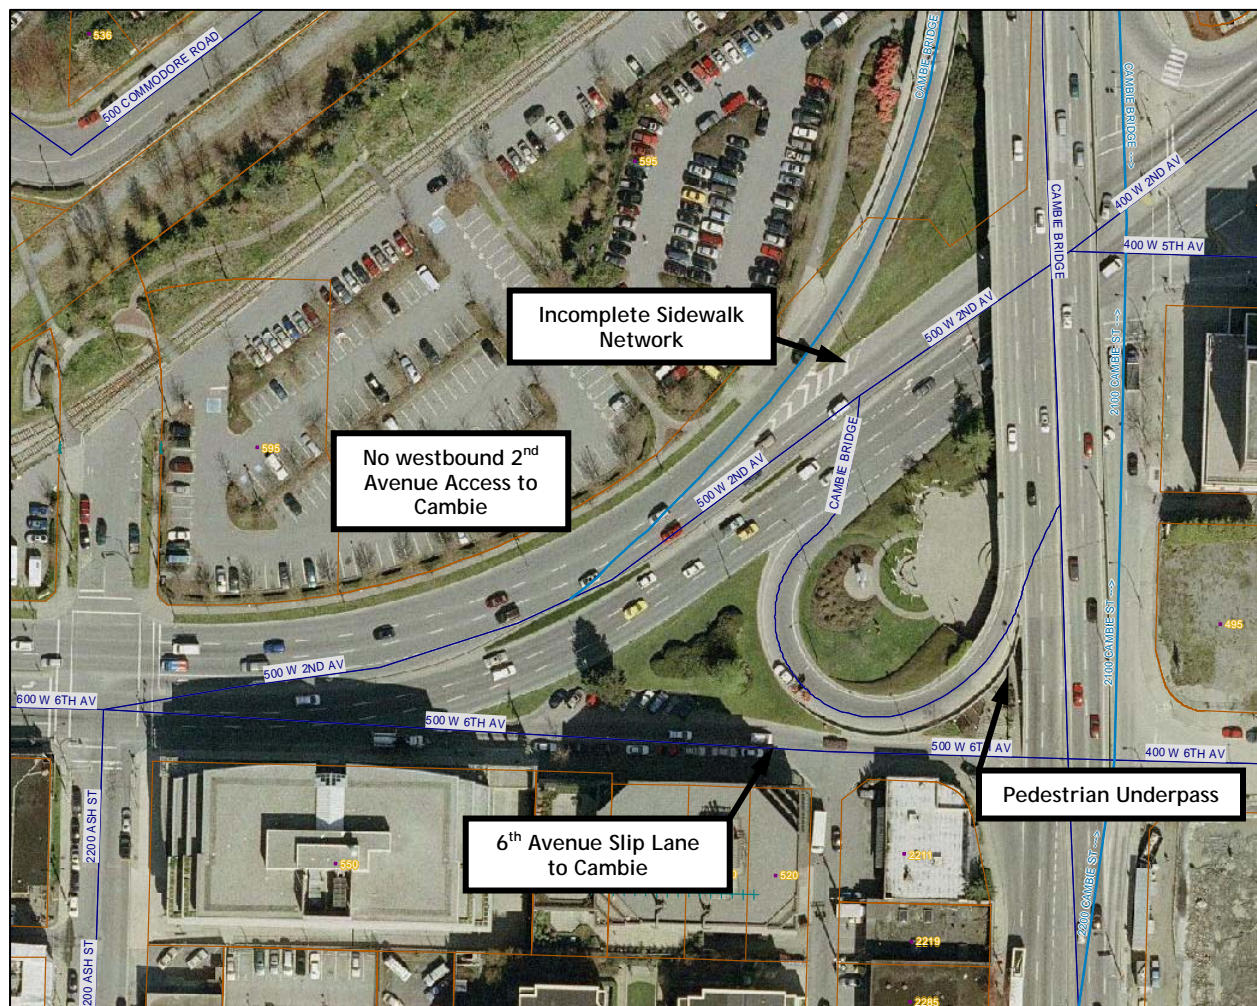 536
500 COMMODORE ROAD
CAMBIE BRIDGE
CAMBIE BRIDGE --->
595
400 W 2ND AV
CAMBIE BRIDGE
400 W 5TH AV
Incomplete Sidewalk
Network
500 W 2ND AV
2100 CAMBIE ST --->
595
No westbound 2nd
Avenue Access to
Cambie
500 W 2ND AV
CAMBIE BRIDGE
495
2100 CAMBIE ST --->
500 W 2ND AV
600 W 6TH AV
500 W 6TH AV
500 W 6TH AV
400 W 6TH AV
Pedestrian Underpass
2200 ASH ST
6th Avenue Slip Lane
to Cambie
550
520
2211
2200 CAMBIE ST --->
2219
2200 ASH ST
2285